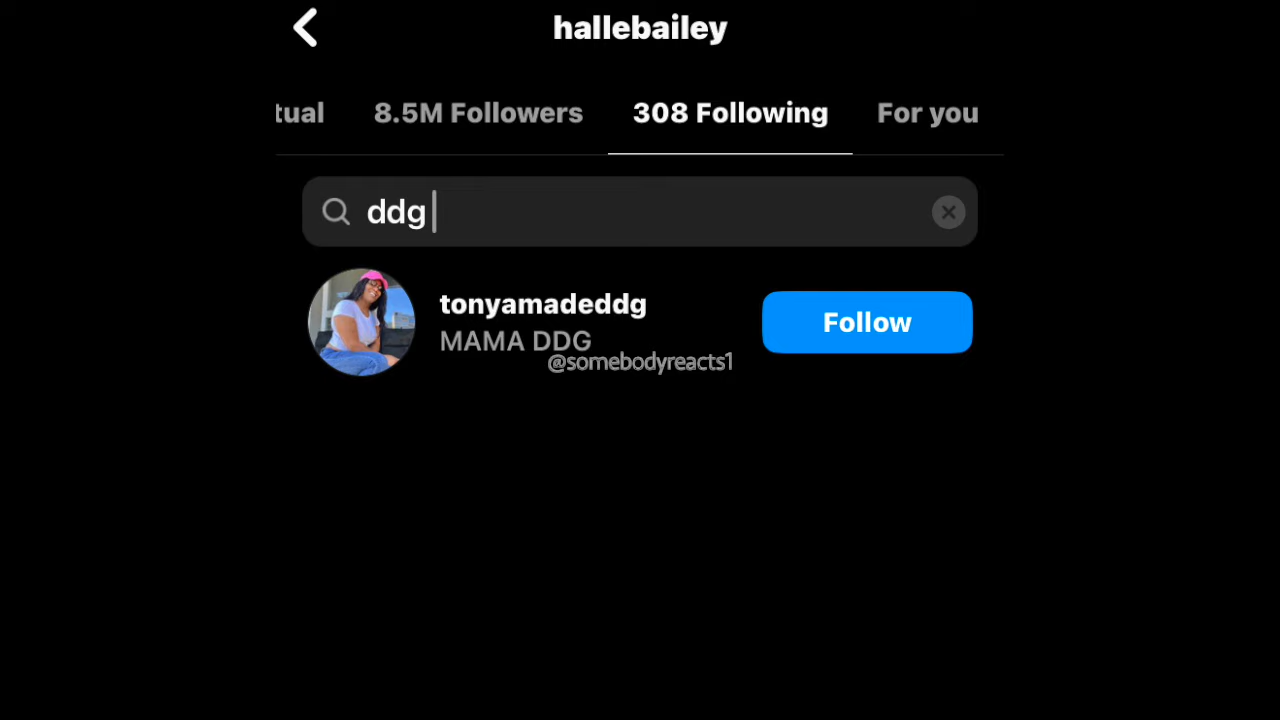 hallebailey
tual 8.5M Followers 308 Following For you
ddg
tonyamadeddg
Follow
MAMA DDG
@somebodyreacts1